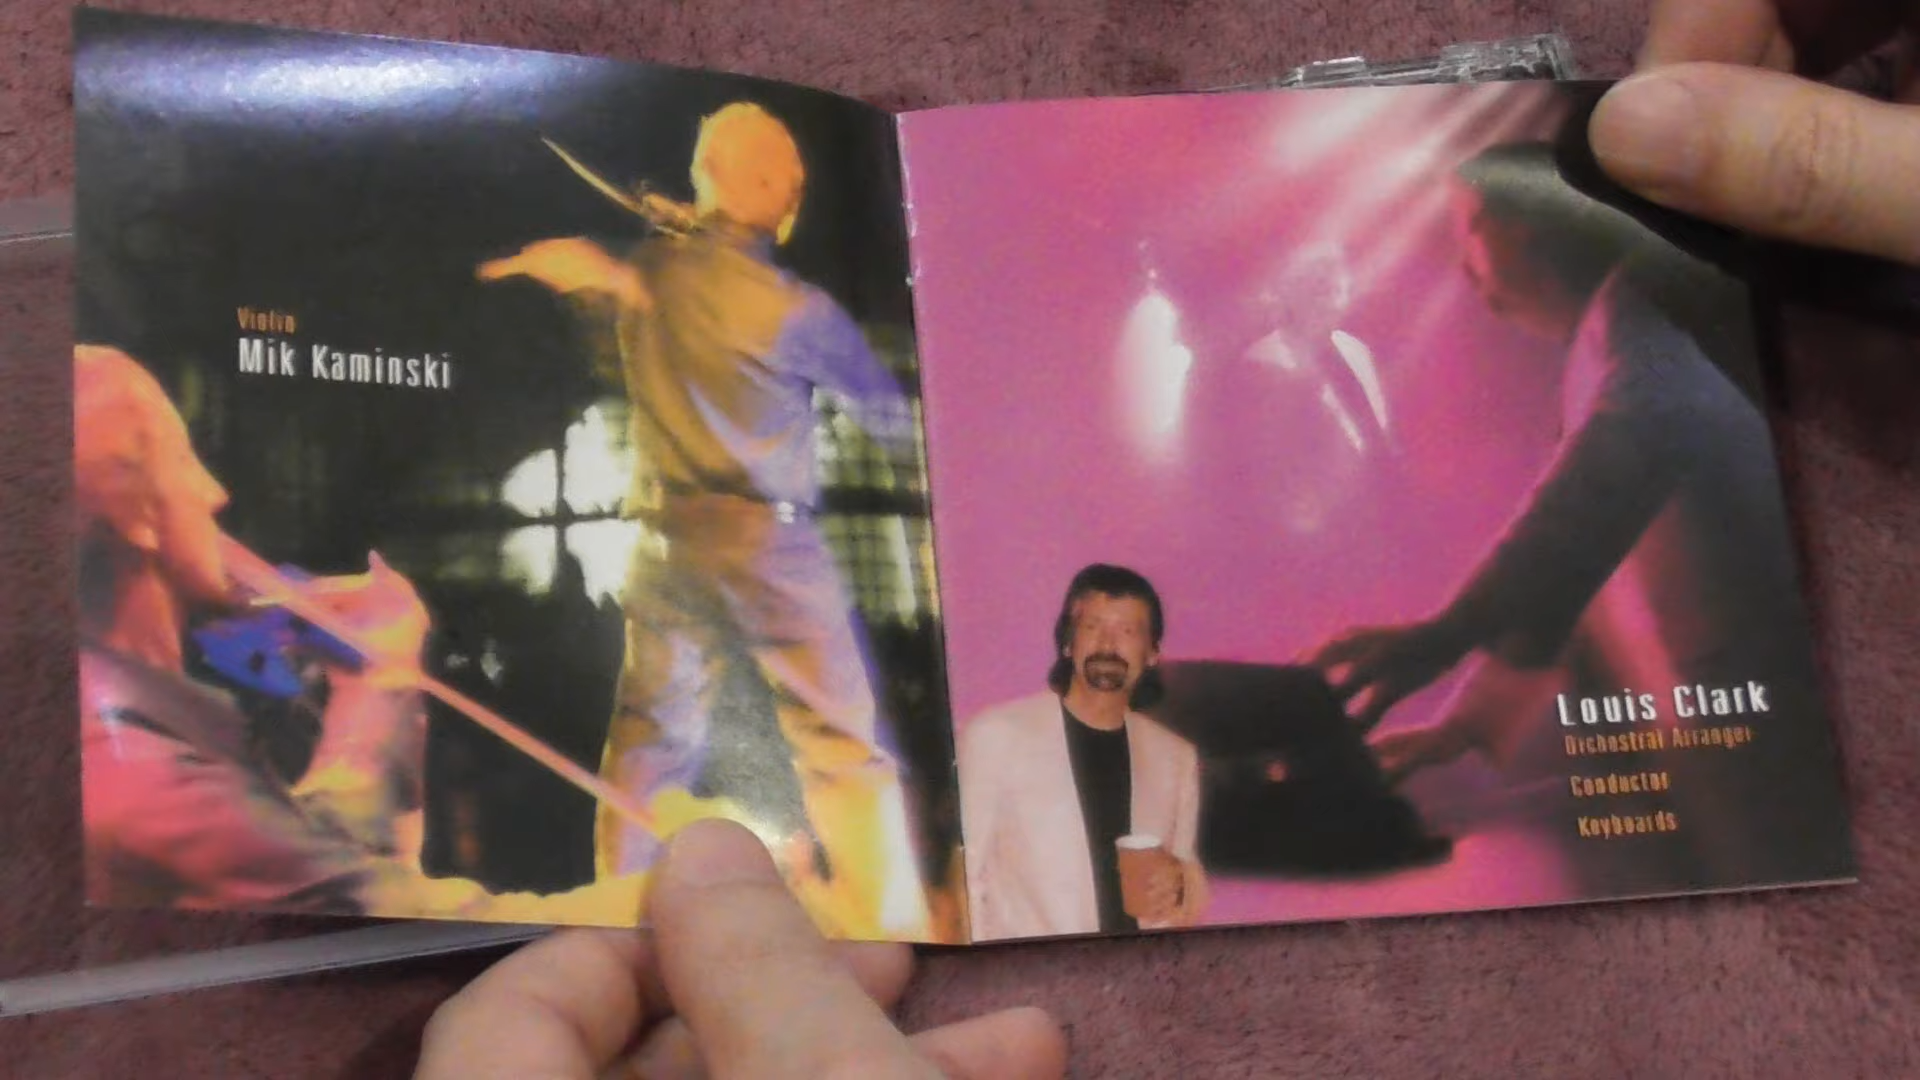 Violin
Mik Kaminski
Louis Clark
Orchestral Arranger
Conductor
Keyboards